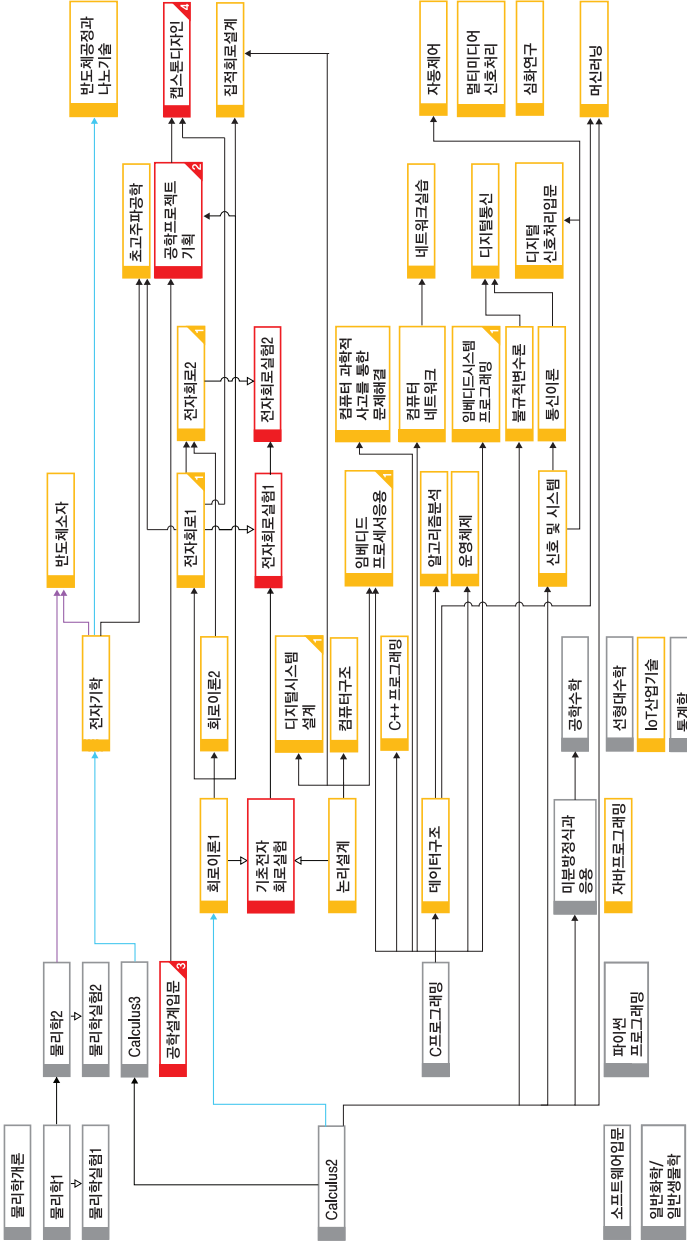 물리학개론
물리학1
물리학실험1
Calculus2
소프트웨어입문
일반화학/
일반생물학
물리학2
물리학실험2
Calculus3
공학설계입문
3
C프로그래밍
파이썬
프로그래밍
회로이론1
기초전자
회로실험
논리설계
데이터구조
미분방정식과
응용
자바프로그래밍
전자기학
회로이론2
디지털시스템
설계
1
컴퓨터구조
C++ 프로그래밍
공학수학
선형대수학
IoT산업기술
통계학
반도체소자
전자회로1
1
전자회로실험1
임베디드
프로세서응용
1
알고리즘분석
운영체제
신호 및 시스템
전자회로2
1
전자회로실험2
컴퓨터 과학적
사고를 통한
문제해결
컴퓨터
네트워크
임베디드시스템
프로그래밍
1
불규칙변수론
통신이론
초고주파공학
공학프로젝트
기획
2
네트워크실습
디지털통신
디지털
신호처리입문
반도체공정과
나노기술
캡스톤디자인
4
집적회로설계
자동제어
멀티미디어
신호처리
심화연구
머신러닝